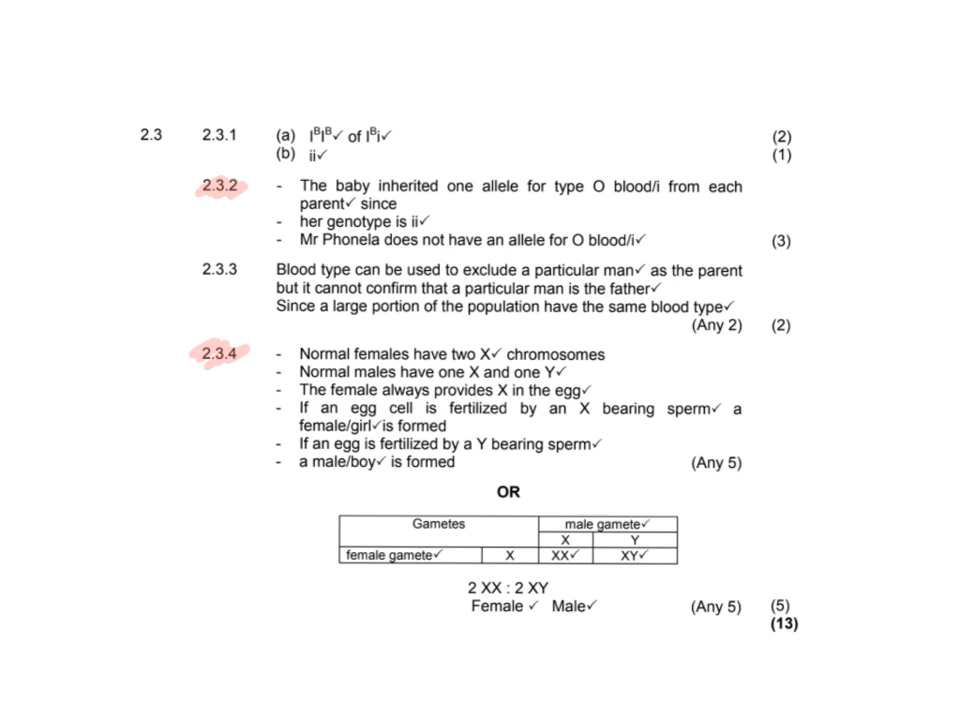 2.3 2.3.1 (a) IᴮIᴮ✓ of Iᴮi✓ (2)
(b) ii✓ (1)
2.3.2 - The baby inherited one allele for type O blood/i from each
parent✓ since
- her genotype is ii✓
- Mr Phonela does not have an allele for O blood/i✓ (3)
2.3.3 Blood type can be used to exclude a particular man✓ as the parent
but it cannot confirm that a particular man is the father✓
Since a large portion of the population have the same blood type✓
(Any 2) (2)
2.3.4 - Normal females have two X✓ chromosomes
- Normal males have one X and one Y✓
- The female always provides X in the egg✓
- If an egg cell is fertilized by an X bearing sperm✓ a
female/girl✓is formed
- If an egg is fertilized by a Y bearing sperm✓
- a male/boy✓ is formed (Any 5)
OR
Gametes male gamete✓
X Y
female gamete✓ X XX✓ XY✓
2 XX : 2 XY
Female ✓ Male✓ (Any 5) (5)
(13)